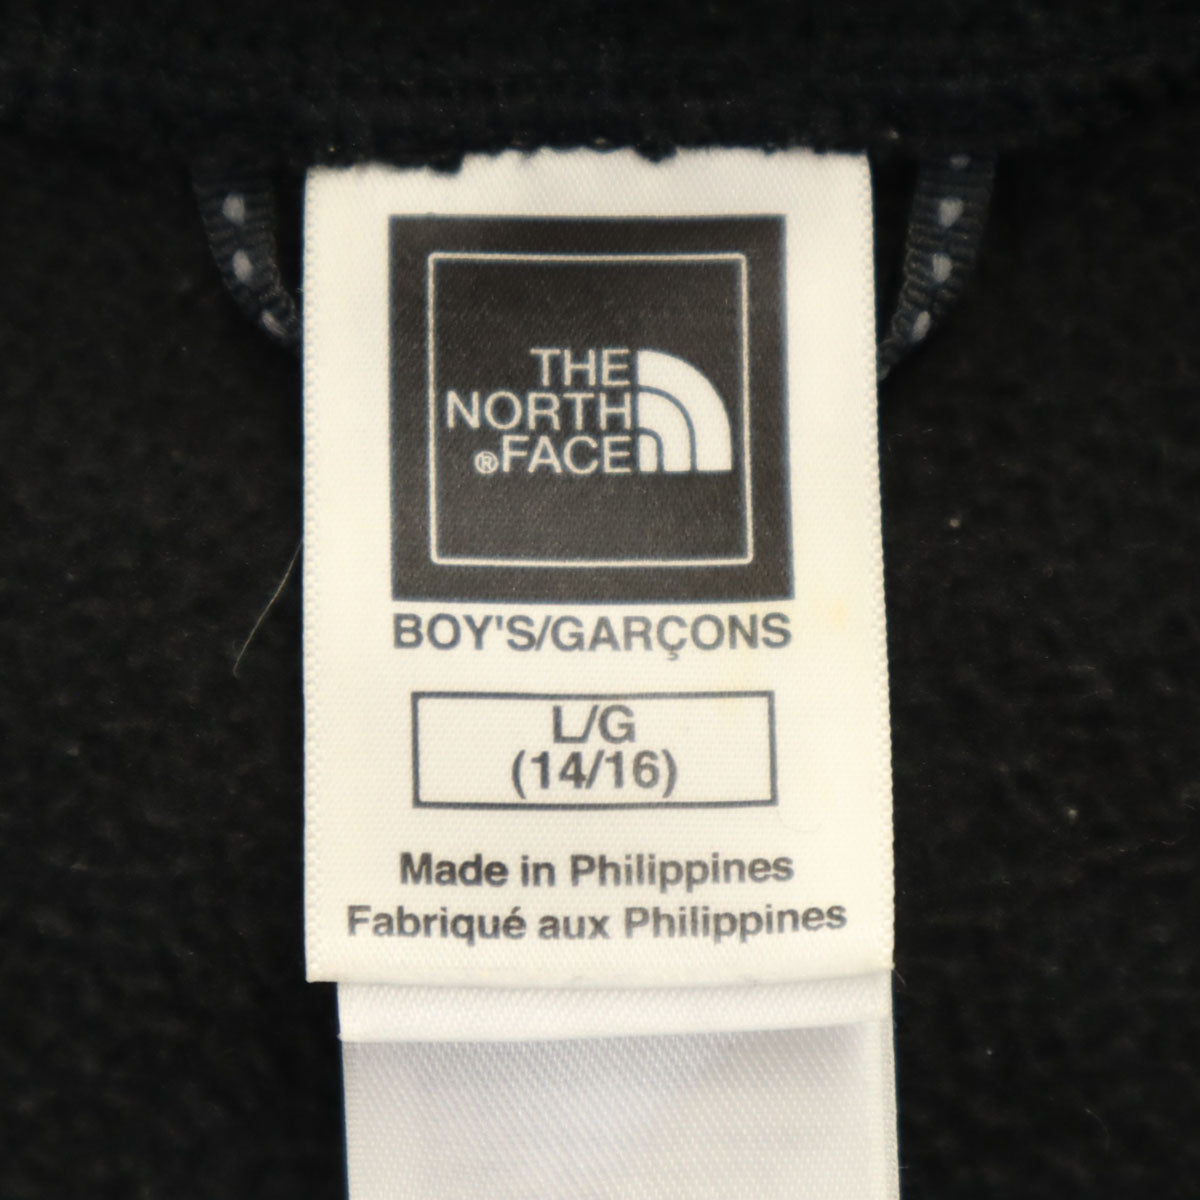 THE
NORTH
®FACE
BOY'S/GARÇONS
L/G
(14/16)
Made in Philippines
Fabriqué aux Philippines